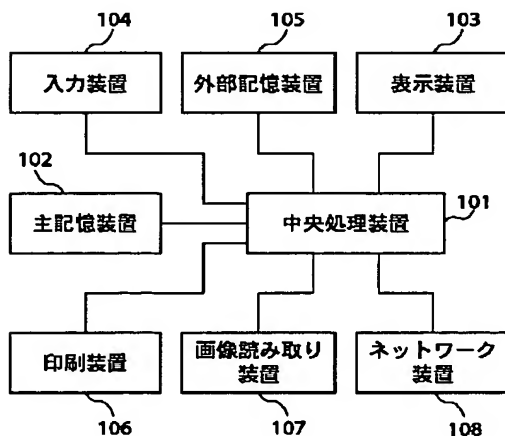 104
105
103
入力装置
外部記憶装置
表示装置
102
101
主記憶装置
中央処理装置
印刷装置
画像読み取り
装置
ネットワーク
装置
106
107
108